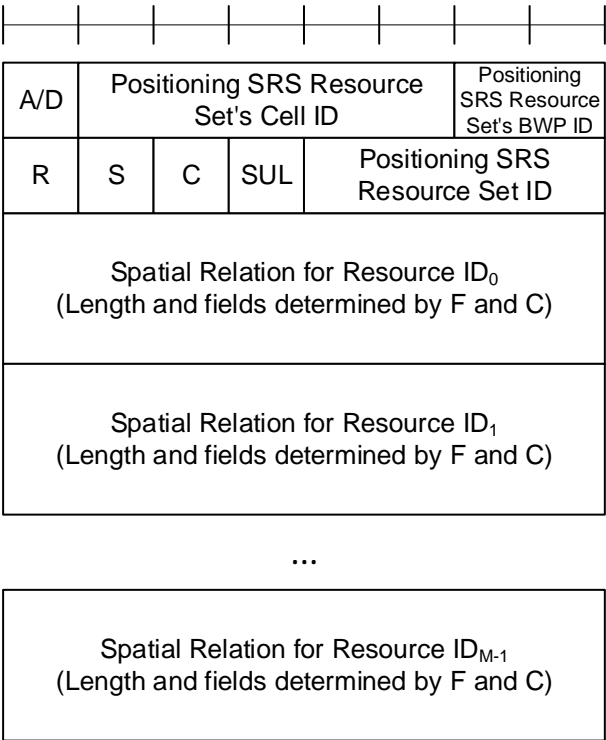 A/D
Positioning SRS Resource
Set's Cell ID
Positioning
SRS Resource
Set's BWP ID
R
S
C
SUL
Positioning SRS
Resource Set ID
Spatial Relation for Resource ID₀
(Length and fields determined by F and C)
Spatial Relation for Resource ID₁
(Length and fields determined by F and C)
...
Spatial Relation for Resource ID_M-1
(Length and fields determined by F and C)